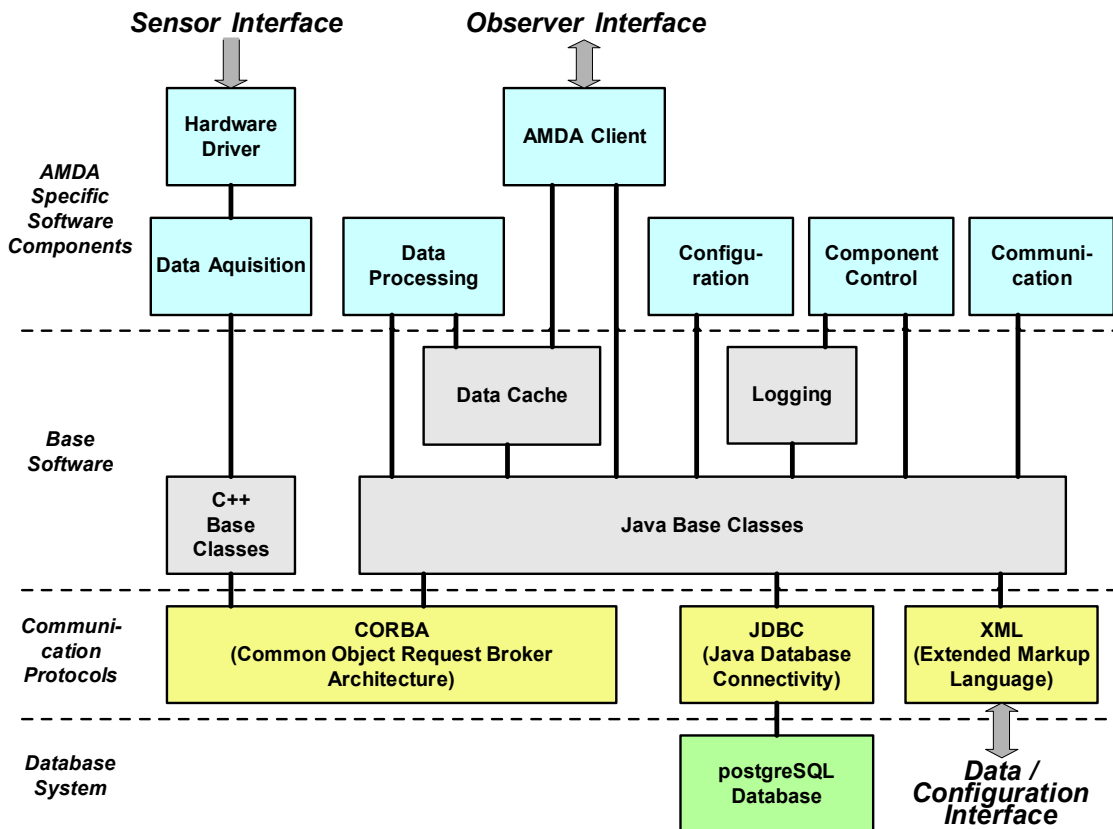 Sensor Interface
Observer Interface
Hardware
Driver
AMDA Client
AMDA
Specific
Software
Components
Data Aquisition
Data
Processing
Configu-
ration
Component
Control
Communi-
cation
Data Cache
Logging
Base
Software
C++
Base
Classes
Java Base Classes
Communi-
cation
Protocols
CORBA
(Common Object Request Broker
Architecture)
JDBC
(Java Database
Connectivity)
XML
(Extended Markup
Language)
Database
System
postgreSQL
Database
Data /
Configuration
Interface